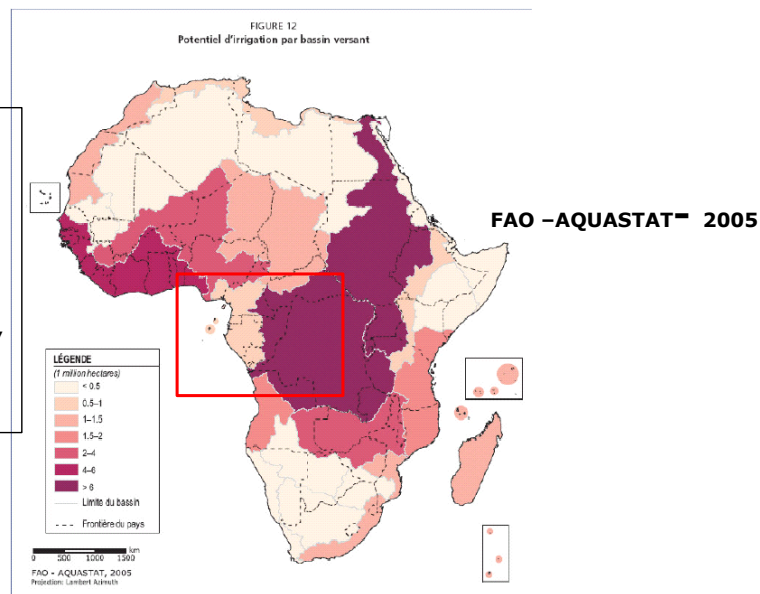 FIGURE 12
Potentiel d'irrigation par bassin versant
FAO –AQUASTAT– 2005
LÉGENDE
(1 million hectares)
< 0.5
0.5–1
1–1.5
1.5–2
2–4
4–6
> 6
Limite du bassin
Frontière du pays
km
0 500 1000 1500
FAO - AQUASTAT, 2005
Projection: Lambert Azimuth